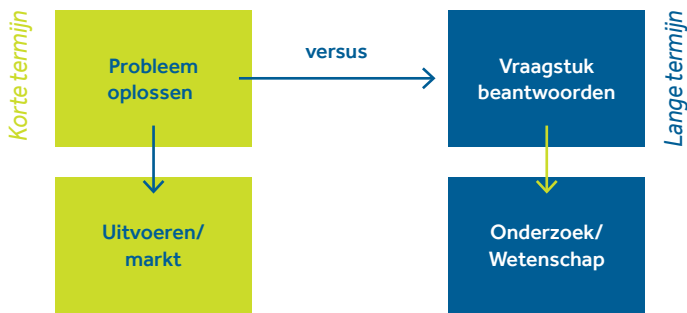 Korte termijn
Probleem
oplossen
versus
Vraagstuk
beantwoorden
Lange termijn
Uitvoeren/
markt
Onderzoek/
Wetenschap